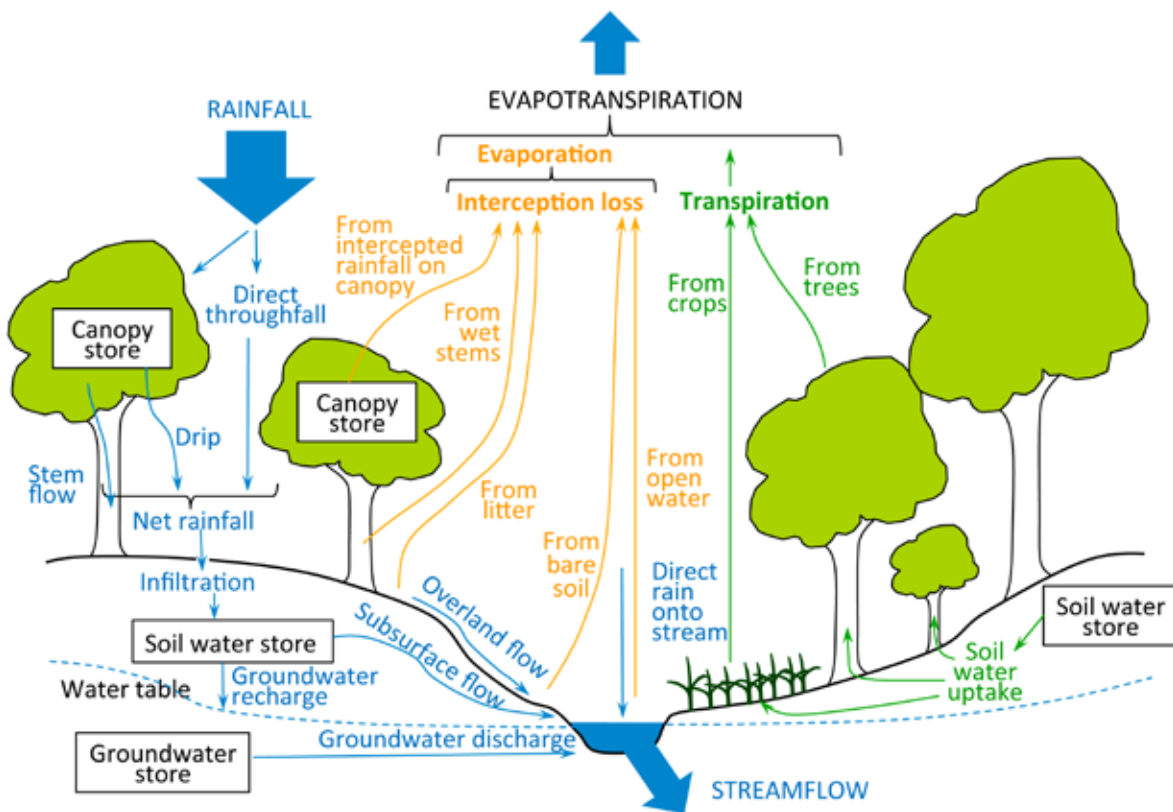 EVAPOTRANSPIRATION
RAINFALL
Evaporation
Interception loss
Transpiration
From
intercepted
rainfall on
canopy
From
crops
From
trees
Direct
throughfall
Canopy
store
From
wet
stems
Canopy
store
Drip
Stem
flow
From
litter
From
open
water
Net rainfall
From
bare
soil
Infiltration
Direct
rain
onto
stream
Overland flow
Subsurface flow
Soil water store
Soil water
store
Soil
water
uptake
Groundwater
recharge
Water table
Groundwater discharge
Groundwater
store
STREAMFLOW